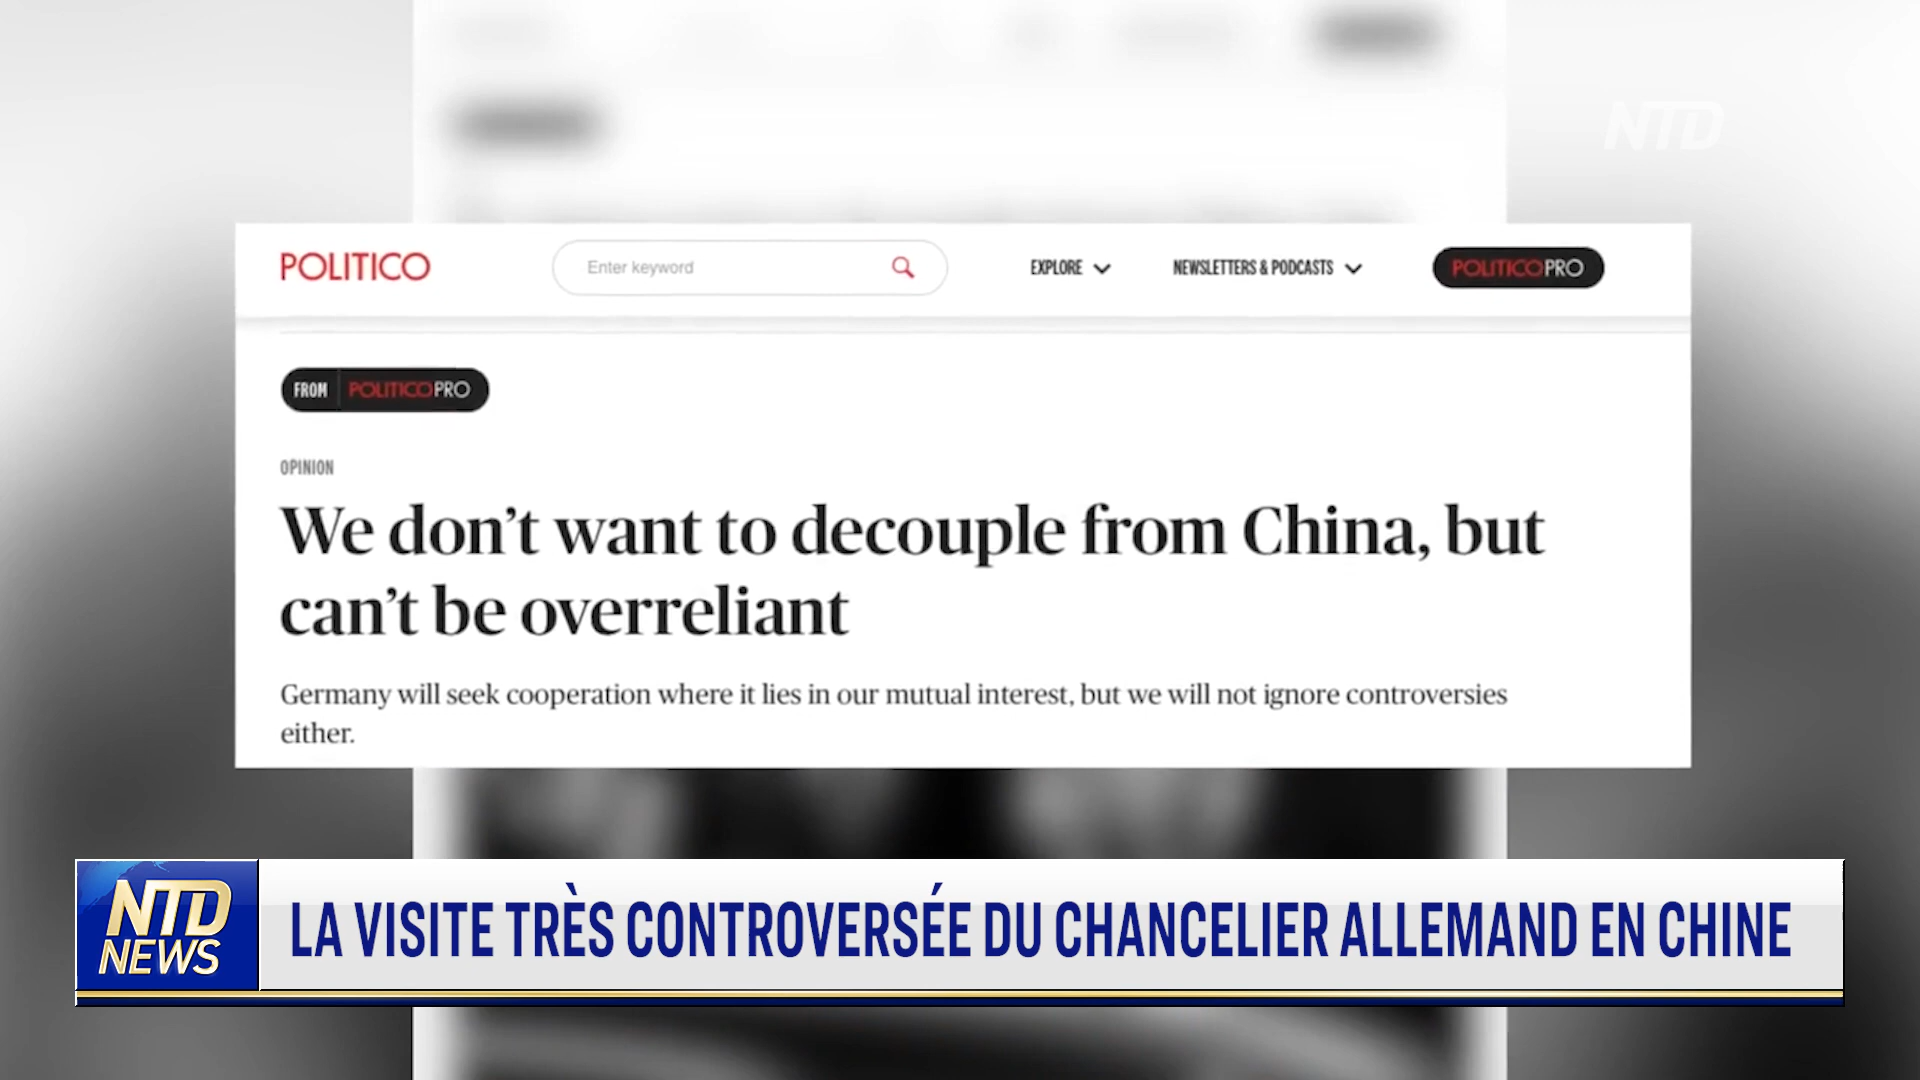 NTD
POLITICO
Enter keyword
EXPLORE
NEWSLETTERS & PODCASTS
POLITICOPRO
FROM POLITICOPRO
OPINION
We don't want to decouple from China, but
can't be overreliant
Germany will seek cooperation where it lies in our mutual interest, but we will not ignore controversies
either.
NTD
NEWS
LA VISITE TRÈS CONTROVERSÉE DU CHANCELIER ALLEMAND EN CHINE